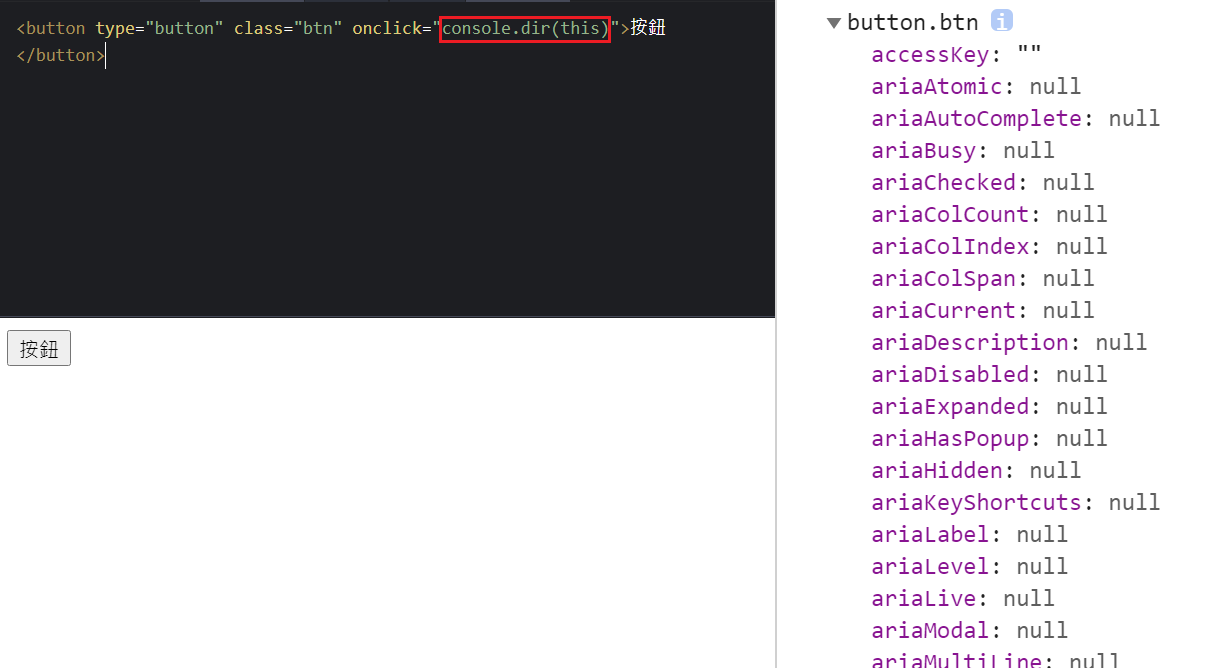 <button type="button" class="btn" onclick="console.dir(this)">按鈕
</button>
按鈕
button.btn i
accessKey: ""
ariaAtomic: null
ariaAutoComplete: null
ariaBusy: null
ariaChecked: null
ariaColCount: null
ariaColIndex: null
ariaColSpan: null
ariaCurrent: null
ariaDescription: null
ariaDisabled: null
ariaExpanded: null
ariaHasPopup: null
ariaHidden: null
ariaKeyShortcuts: null
ariaLabel: null
ariaLevel: null
ariaLive: null
ariaModal: null
ariaMultiLine: null